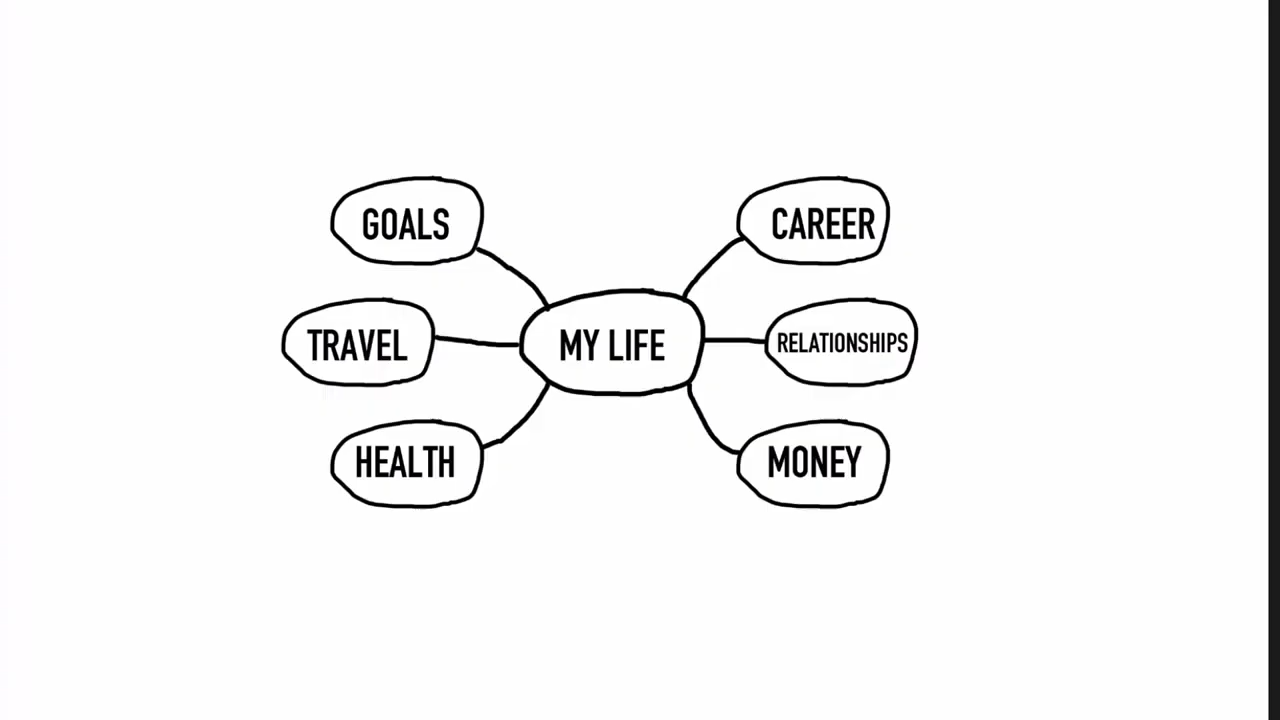 GOALS
CAREER
TRAVEL
MY LIFE
RELATIONSHIPS
HEALTH
MONEY